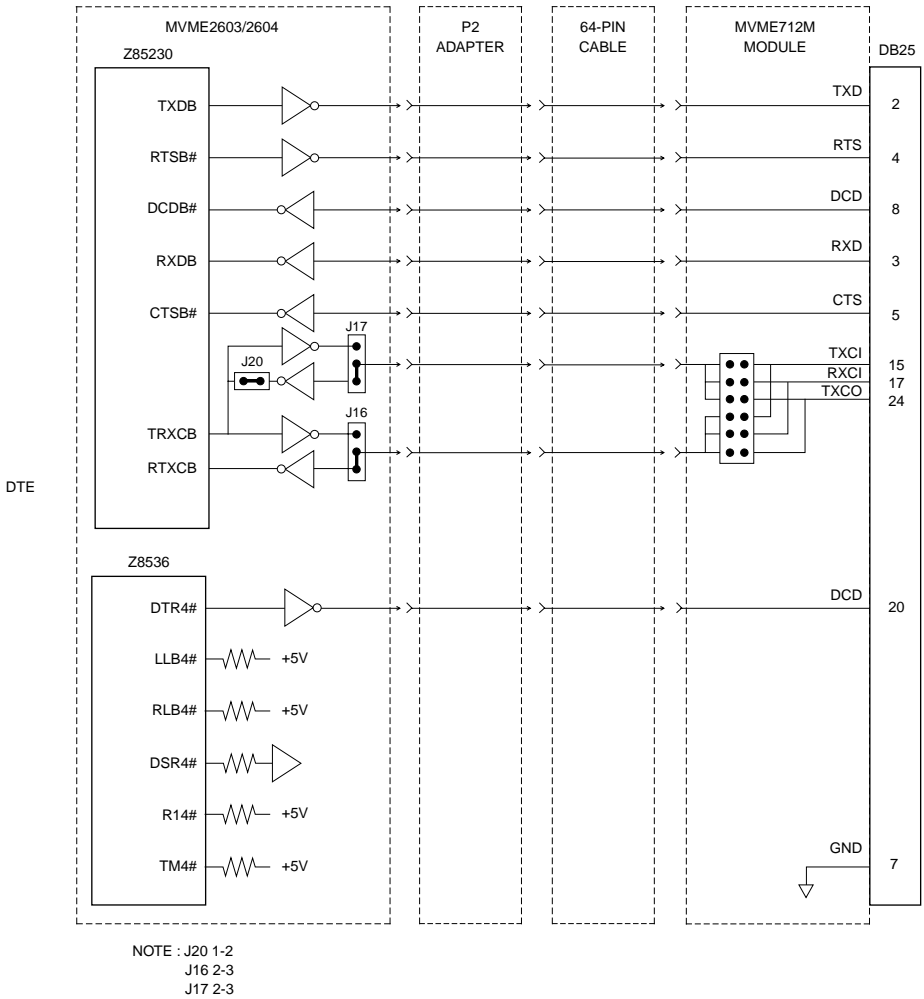 MVME2603/2604
P2
ADAPTER
64-PIN
CABLE
MVME712M
MODULE
DB25
Z85230
TXDB
TXD
2
RTSB#
RTS
4
DCDB#
DCD
8
RXDB
RXD
3
CTSB#
CTS
5
J17
J20
TXCI
15
RXCI
17
TXCO
24
J16
TRXCB
RTXCB
DTE
Z8536
DTR4#
DCD
20
LLB4#
+5V
RLB4#
+5V
DSR4#
R14#
+5V
TM4#
+5V
GND
7
NOTE : J20 1-2
J16 2-3
J17 2-3